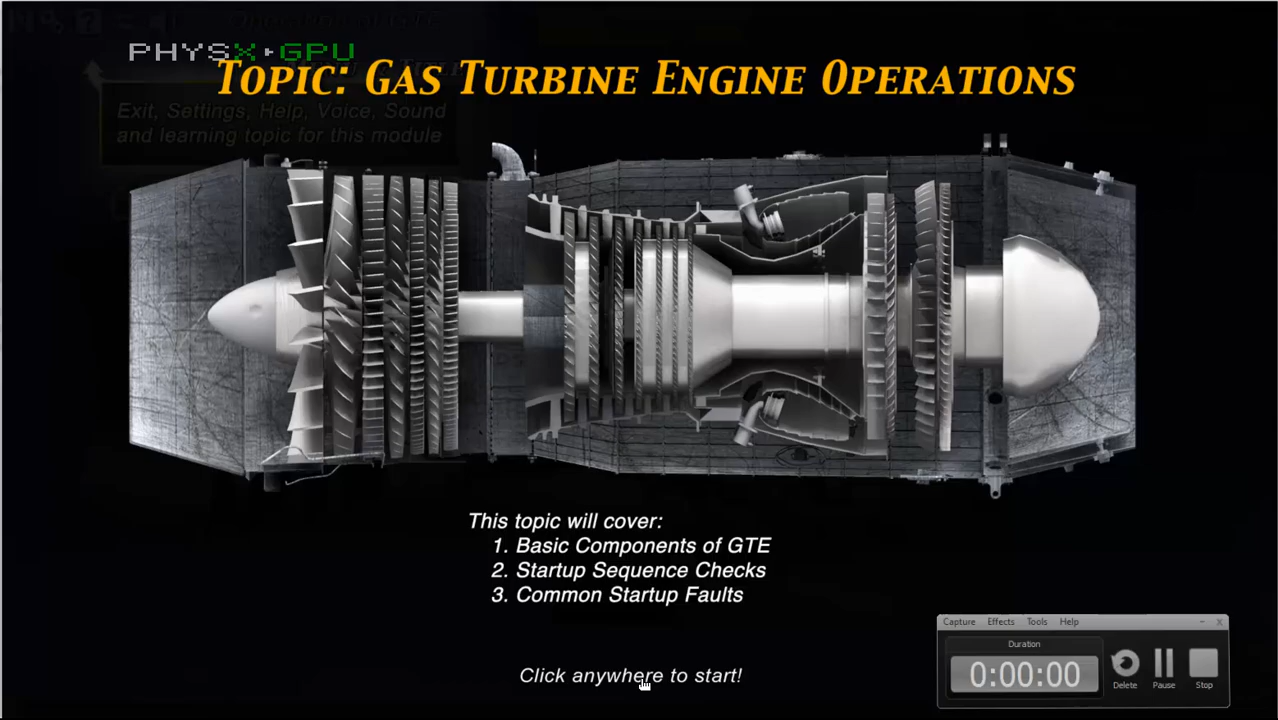 PHYSX▸GPU
TOPIC: GAS TURBINE ENGINE OPERATIONS
Exit, Settings, Help, Voice, Sound
and learning topic for this module
This topic will cover:
1. Basic Components of GTE
2. Startup Sequence Checks
3. Common Startup Faults
Click anywhere to start!
Capture Effects Tools Help
Duration
0:00:00
Delete Pause Stop